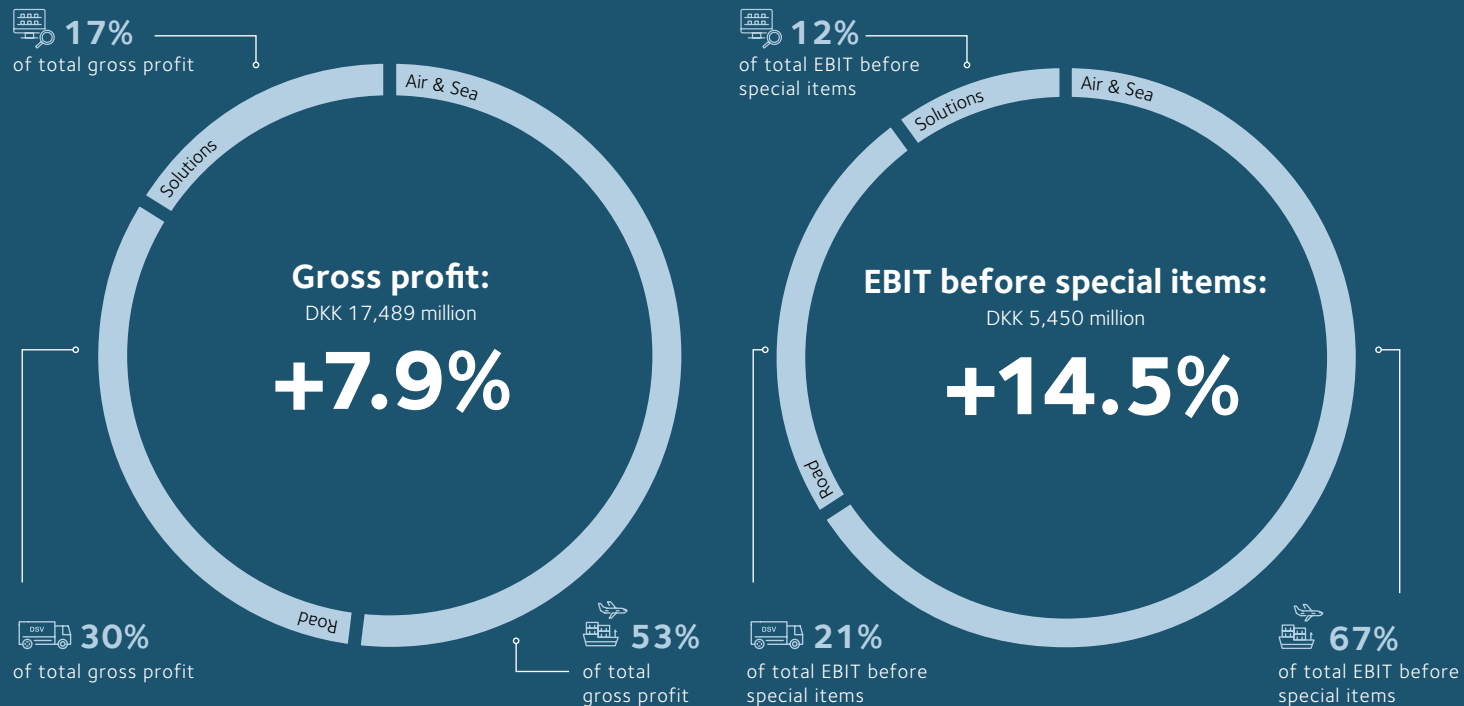 17%
of total gross profit
Air & Sea
Solutions
Gross profit:
DKK 17,489 million
+7.9%
Road
DSV
30%
of total gross profit
53%
of total
gross profit
12%
of total EBIT before
special items
Air & Sea
Solutions
EBIT before special items:
DKK 5,450 million
+14.5%
Road
DSV
21%
of total EBIT before
special items
67%
of total EBIT before
special items